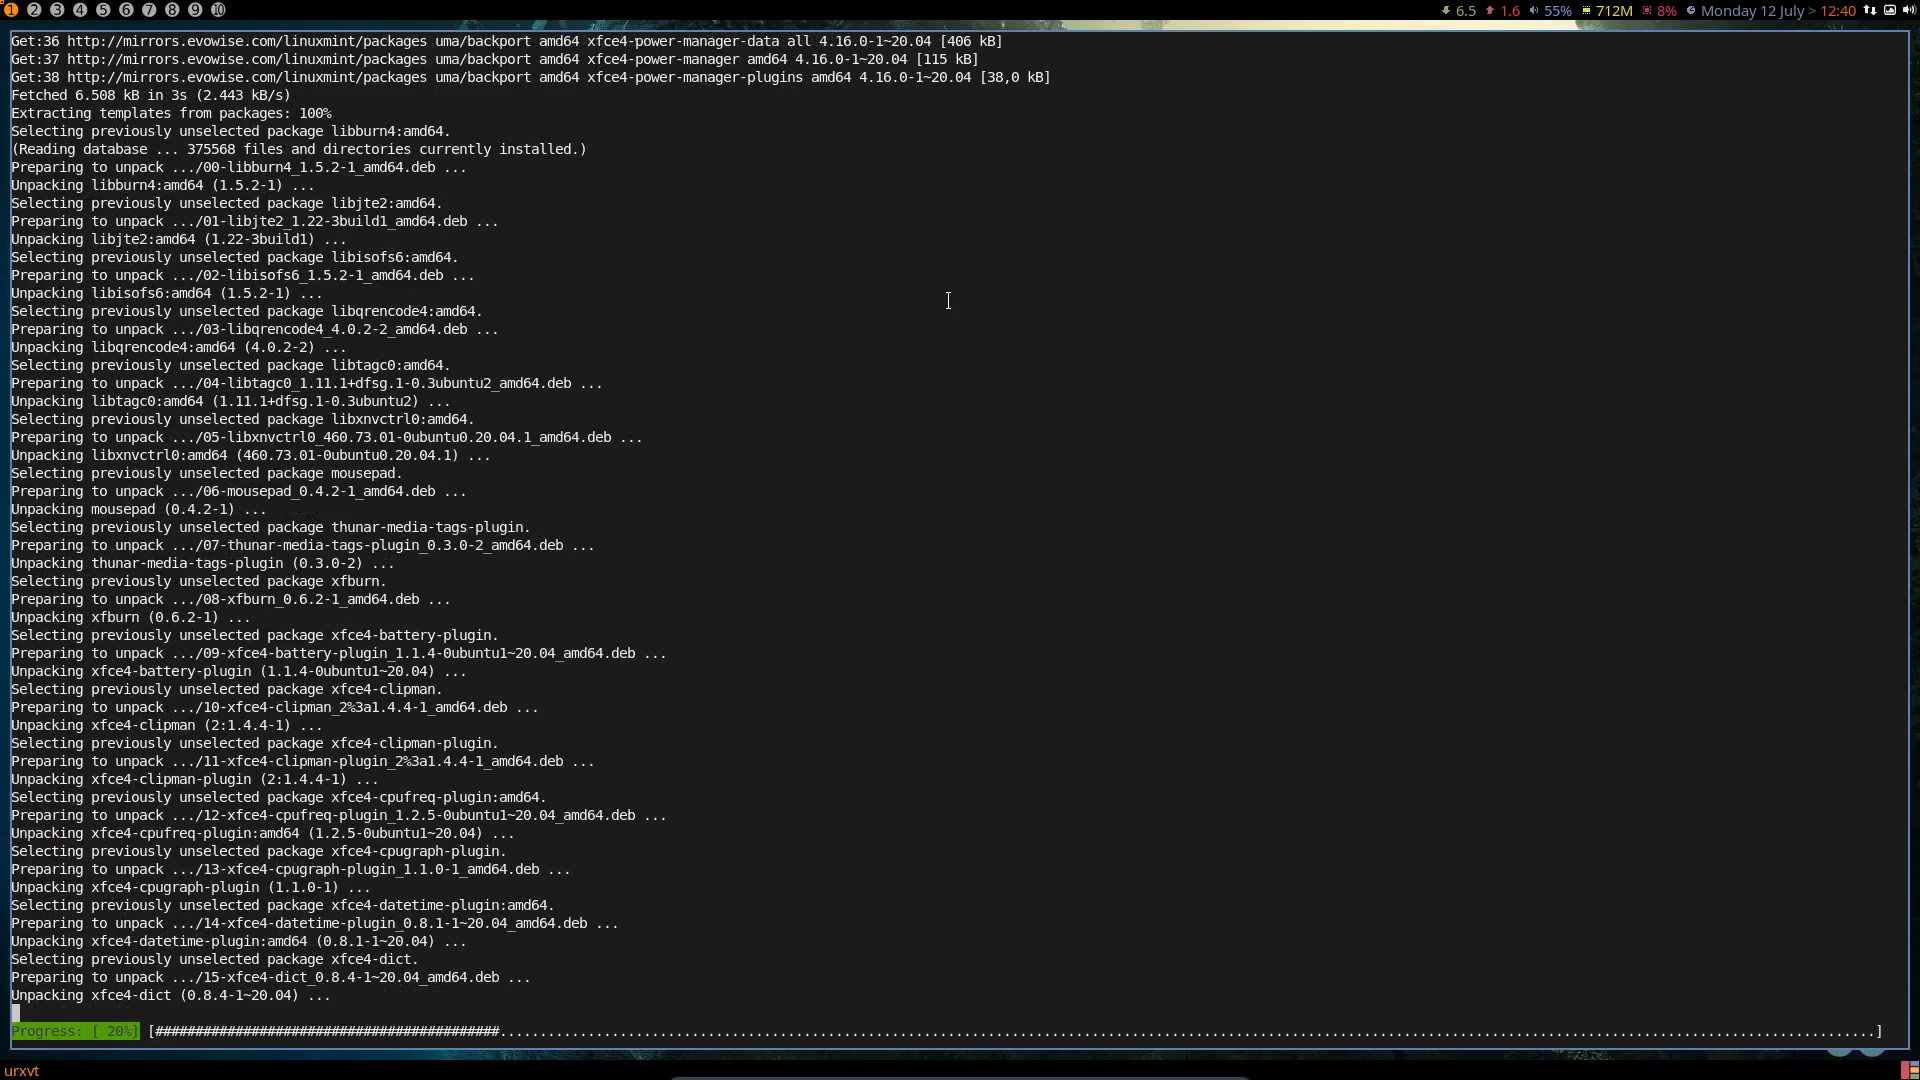 1 2 3 4 5 6 7 8 9 10 6.5 1.6 55% 712M 8% Monday 12 July > 12:40
Get:36 http://mirrors.evowise.com/linuxmint/packages uma/backport amd64 xfce4-power-manager-data all 4.16.0-1~20.04 [406 kB]
Get:37 http://mirrors.evowise.com/linuxmint/packages uma/backport amd64 xfce4-power-manager amd64 4.16.0-1~20.04 [115 kB]
Get:38 http://mirrors.evowise.com/linuxmint/packages uma/backport amd64 xfce4-power-manager-plugins amd64 4.16.0-1~20.04 [38,0 kB]
Fetched 6.508 kB in 3s (2.443 kB/s)
Extracting templates from packages: 100%
Selecting previously unselected package libburn4:amd64.
(Reading database ... 375568 files and directories currently installed.)
Preparing to unpack .../00-libburn4_1.5.2-1_amd64.deb ...
Unpacking libburn4:amd64 (1.5.2-1) ...
Selecting previously unselected package libjte2:amd64.
Preparing to unpack .../01-libjte2_1.22-3build1_amd64.deb ...
Unpacking libjte2:amd64 (1.22-3build1) ...
Selecting previously unselected package libisofs6:amd64.
Preparing to unpack .../02-libisofs6_1.5.2-1_amd64.deb ...
Unpacking libisofs6:amd64 (1.5.2-1) ...
Selecting previously unselected package libqrencode4:amd64.
Preparing to unpack .../03-libqrencode4_4.0.2-2_amd64.deb ...
Unpacking libqrencode4:amd64 (4.0.2-2) ...
Selecting previously unselected package libtagc0:amd64.
Preparing to unpack .../04-libtagc0_1.11.1+dfsg.1-0.3ubuntu2_amd64.deb ...
Unpacking libtagc0:amd64 (1.11.1+dfsg.1-0.3ubuntu2) ...
Selecting previously unselected package libxnvctrl0:amd64.
Preparing to unpack .../05-libxnvctrl0_460.73.01-0ubuntu0.20.04.1_amd64.deb ...
Unpacking libxnvctrl0:amd64 (460.73.01-0ubuntu0.20.04.1) ...
Selecting previously unselected package mousepad.
Preparing to unpack .../06-mousepad_0.4.2-1_amd64.deb ...
Unpacking mousepad (0.4.2-1) ...
Selecting previously unselected package thunar-media-tags-plugin.
Preparing to unpack .../07-thunar-media-tags-plugin_0.3.0-2_amd64.deb ...
Unpacking thunar-media-tags-plugin (0.3.0-2) ...
Selecting previously unselected package xfburn.
Preparing to unpack .../08-xfburn_0.6.2-1_amd64.deb ...
Unpacking xfburn (0.6.2-1) ...
Selecting previously unselected package xfce4-battery-plugin.
Preparing to unpack .../09-xfce4-battery-plugin_1.1.4-0ubuntu1~20.04_amd64.deb ...
Unpacking xfce4-battery-plugin (1.1.4-0ubuntu1~20.04) ...
Selecting previously unselected package xfce4-clipman.
Preparing to unpack .../10-xfce4-clipman_2%3a1.4.4-1_amd64.deb ...
Unpacking xfce4-clipman (2:1.4.4-1) ...
Selecting previously unselected package xfce4-clipman-plugin.
Preparing to unpack .../11-xfce4-clipman-plugin_2%3a1.4.4-1_amd64.deb ...
Unpacking xfce4-clipman-plugin (2:1.4.4-1) ...
Selecting previously unselected package xfce4-cpufreq-plugin:amd64.
Preparing to unpack .../12-xfce4-cpufreq-plugin_1.2.5-0ubuntu1~20.04_amd64.deb ...
Unpacking xfce4-cpufreq-plugin:amd64 (1.2.5-0ubuntu1~20.04) ...
Selecting previously unselected package xfce4-cpugraph-plugin.
Preparing to unpack .../13-xfce4-cpugraph-plugin_1.1.0-1_amd64.deb ...
Unpacking xfce4-cpugraph-plugin (1.1.0-1) ...
Selecting previously unselected package xfce4-datetime-plugin:amd64.
Preparing to unpack .../14-xfce4-datetime-plugin_0.8.1-1~20.04_amd64.deb ...
Unpacking xfce4-datetime-plugin:amd64 (0.8.1-1~20.04) ...
Selecting previously unselected package xfce4-dict.
Preparing to unpack .../15-xfce4-dict_0.8.4-1~20.04_amd64.deb ...
Unpacking xfce4-dict (0.8.4-1~20.04) ...
Progress: [ 20%] [###########################################............................................................................................................................................................................]
urxvt